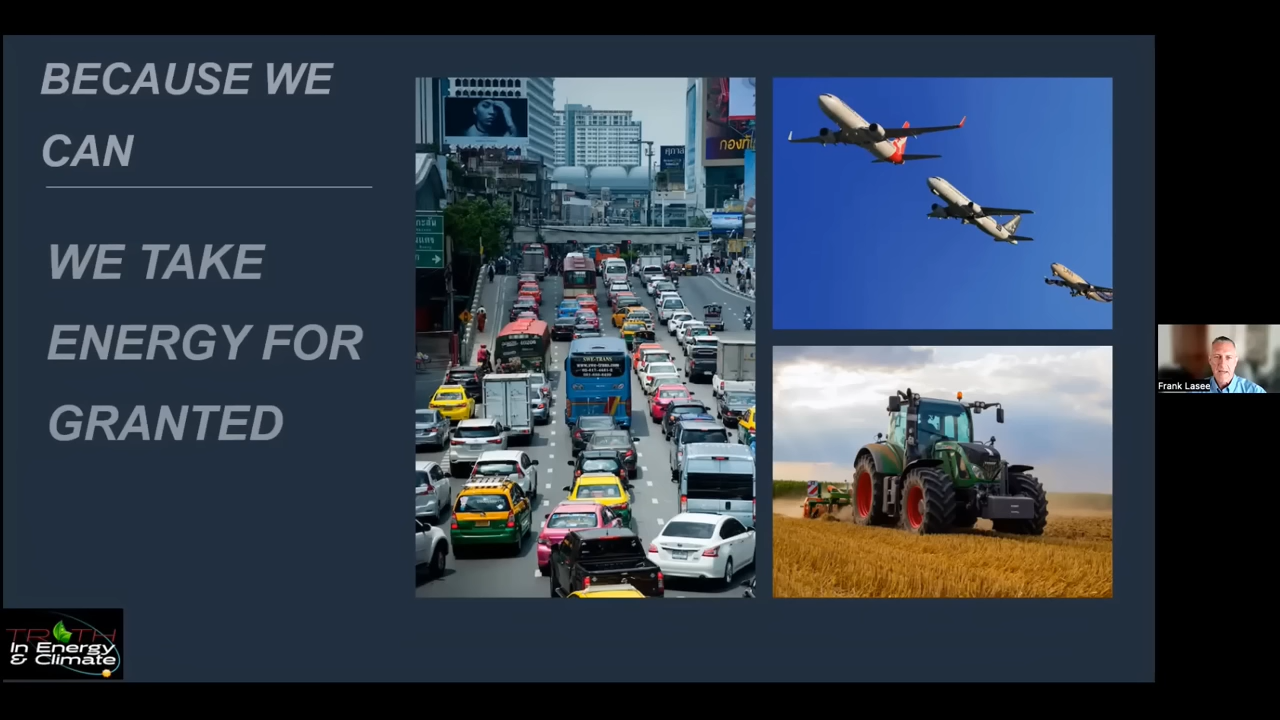 BECAUSE WE
CAN
WE TAKE
ENERGY FOR
GRANTED
TRUTH
In Energy
& Climate
Frank Lasee